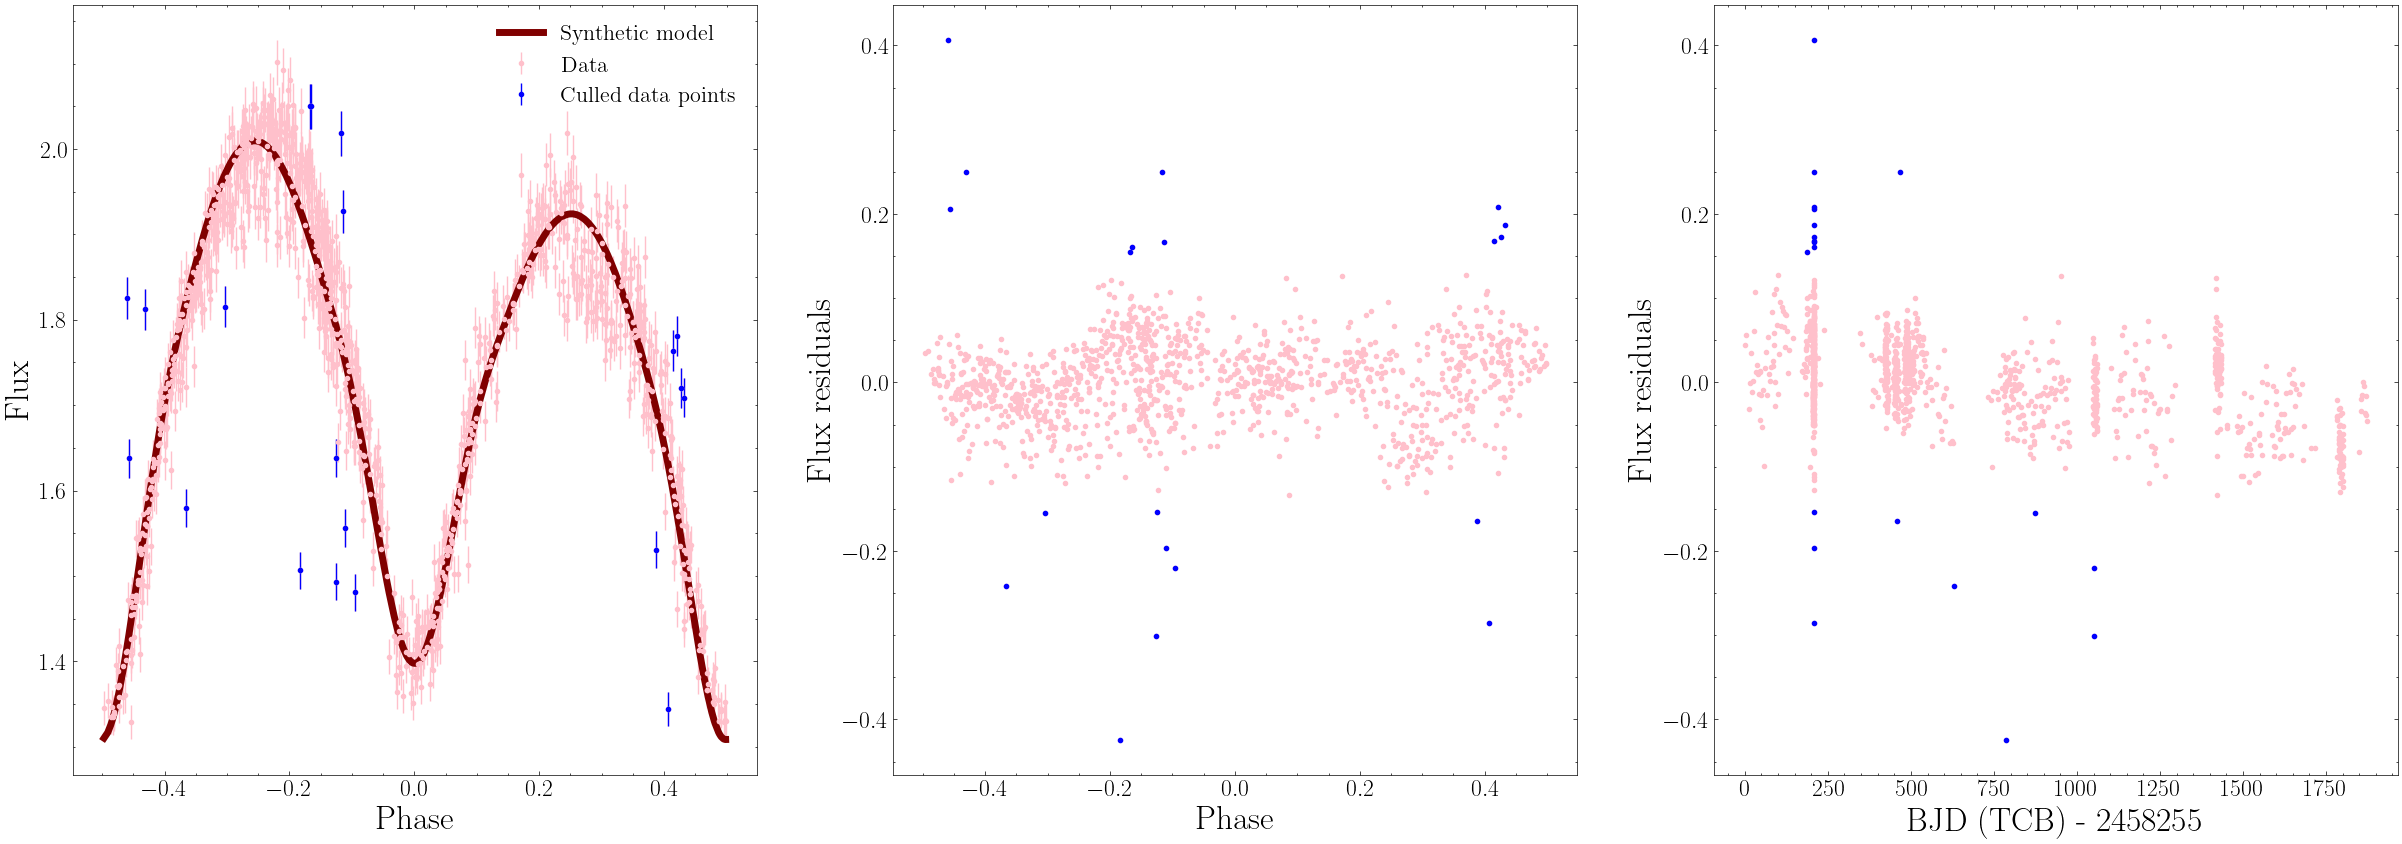 Synthetic model
Data
Culled data points
Flux
2.0
1.8
1.6
1.4
−0.4 −0.2 0.0 0.2 0.4
Phase
Flux residuals
0.4
0.2
0.0
−0.2
−0.4
−0.4 −0.2 0.0 0.2 0.4
Phase
Flux residuals
0.4
0.2
0.0
−0.2
−0.4
0 250 500 750 1000 1250 1500 1750
BJD (TCB) - 2458255